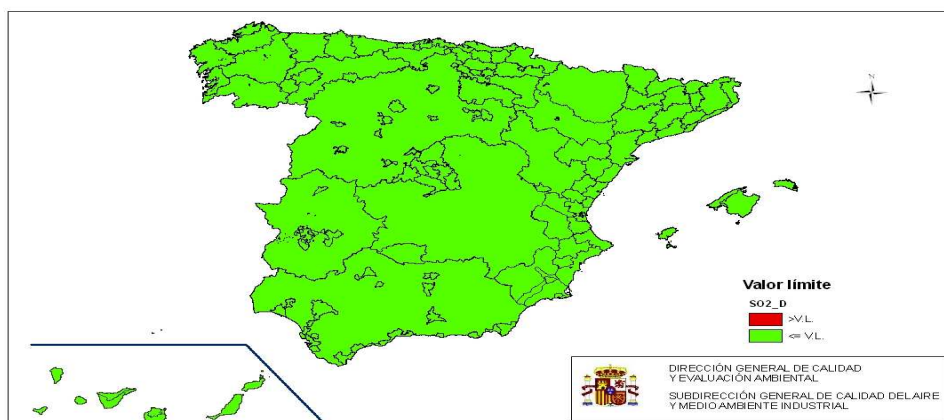 N
Valor límite
SO2_D
>V.L.
<= V.L.
DIRECCIÓN GENERAL DE CALIDAD
Y EVALUACIÓN AMBIENTAL
SUBDIRECCIÓN GENERAL DE CALIDAD DEL AIRE
Y MEDIO AMBIENTE INDUSTRIAL